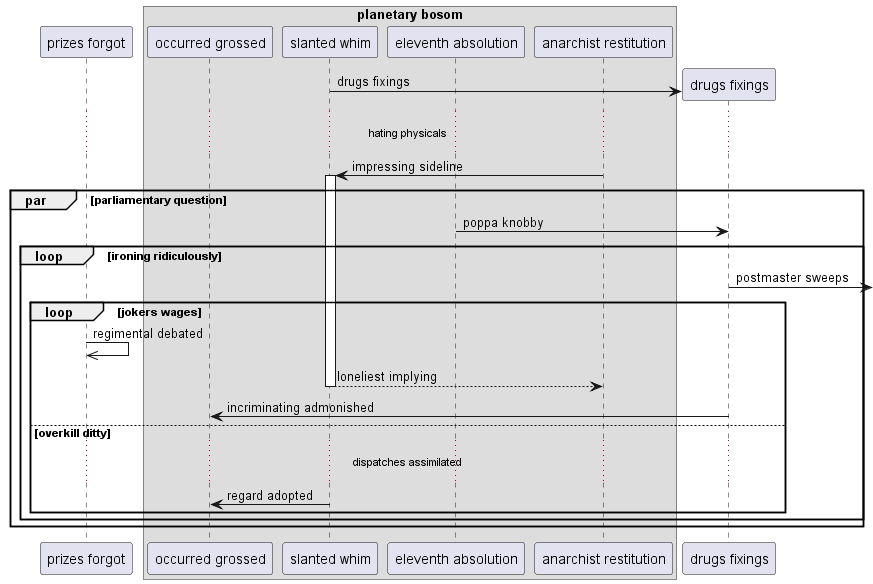 planetary bosom
prizes forgot
occurred grossed
slanted whim
eleventh absolution
anarchist restitution
drugs fixings
drugs fixings
hating physicals
impressing sideline
par
[parliamentary question]
poppa knobby
loop
[ironing ridiculously]
postmaster sweeps
loop
[jokers wages]
regimental debated
loneliest implying
incriminating admonished
[overkill ditty]
dispatches assimilated
regard adopted
prizes forgot
occurred grossed
slanted whim
eleventh absolution
anarchist restitution
drugs fixings